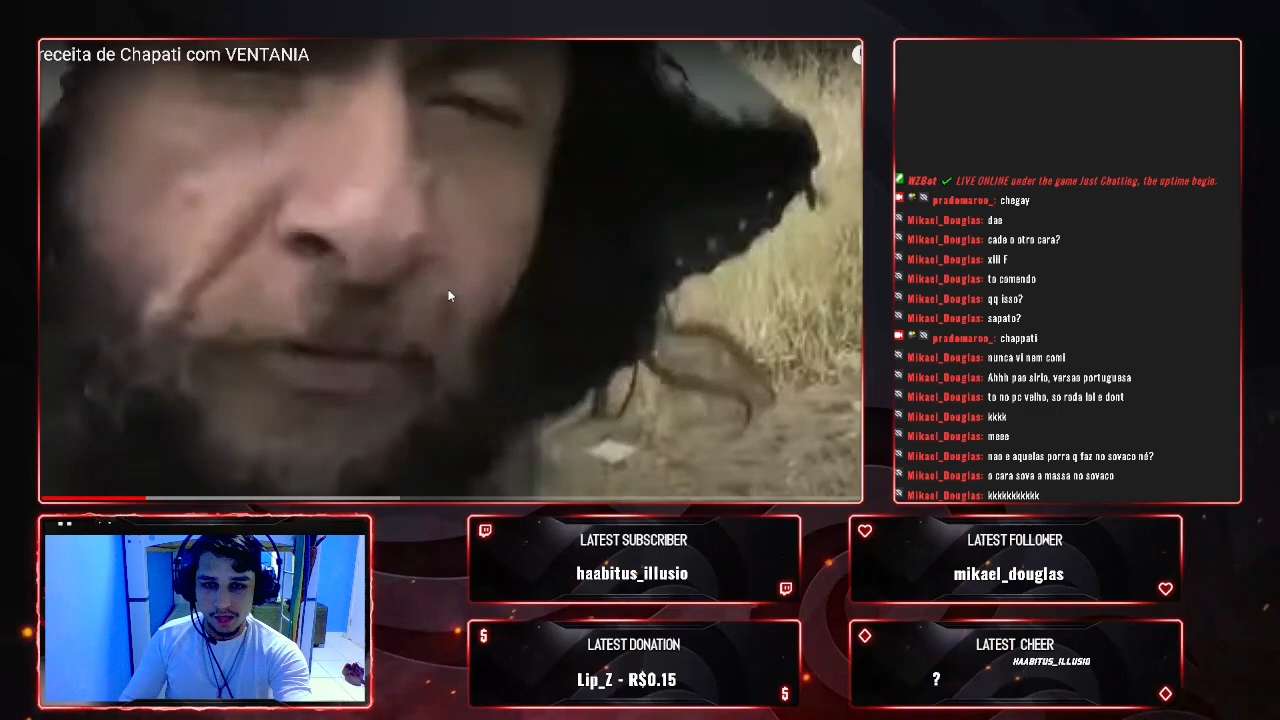 receita de Chapati com VENTANIA
WZBot LIVE ONLINE under the game Just Chatting, the uptime begin.
pradomaroo_: chegay
Mikael_Douglas: dae
Mikael_Douglas: cade o otro cara?
Mikael_Douglas: xiii F
Mikael_Douglas: to comendo
Mikael_Douglas: qq isso?
Mikael_Douglas: sapato?
pradomaroo_: chappati
Mikael_Douglas: nunca vi nem comi
Mikael_Douglas: Ahhh pao sirio, versao portuguesa
Mikael_Douglas: to no pc velho, so roda lol e dont
Mikael_Douglas: kkkk
Mikael_Douglas: meee
Mikael_Douglas: nao e aquelas porra q faz no sovaco né?
Mikael_Douglas: o cara sova a massa no sovaco
Mikael_Douglas: kkkkkkkkkkk
LATEST SUBSCRIBER
haabitus_illusio
LATEST FOLLOWER
mikael_douglas
LATEST DONATION
Lip_Z - R$0.15
LATEST CHEER
HAABITUS_ILLUSIO
?